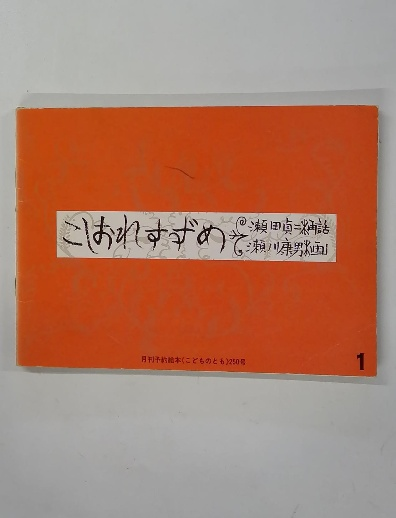 こしおれすずめ
瀬田貞二・再話
瀬川康男・画
月刊予約絵本《こどものとも》250号
1